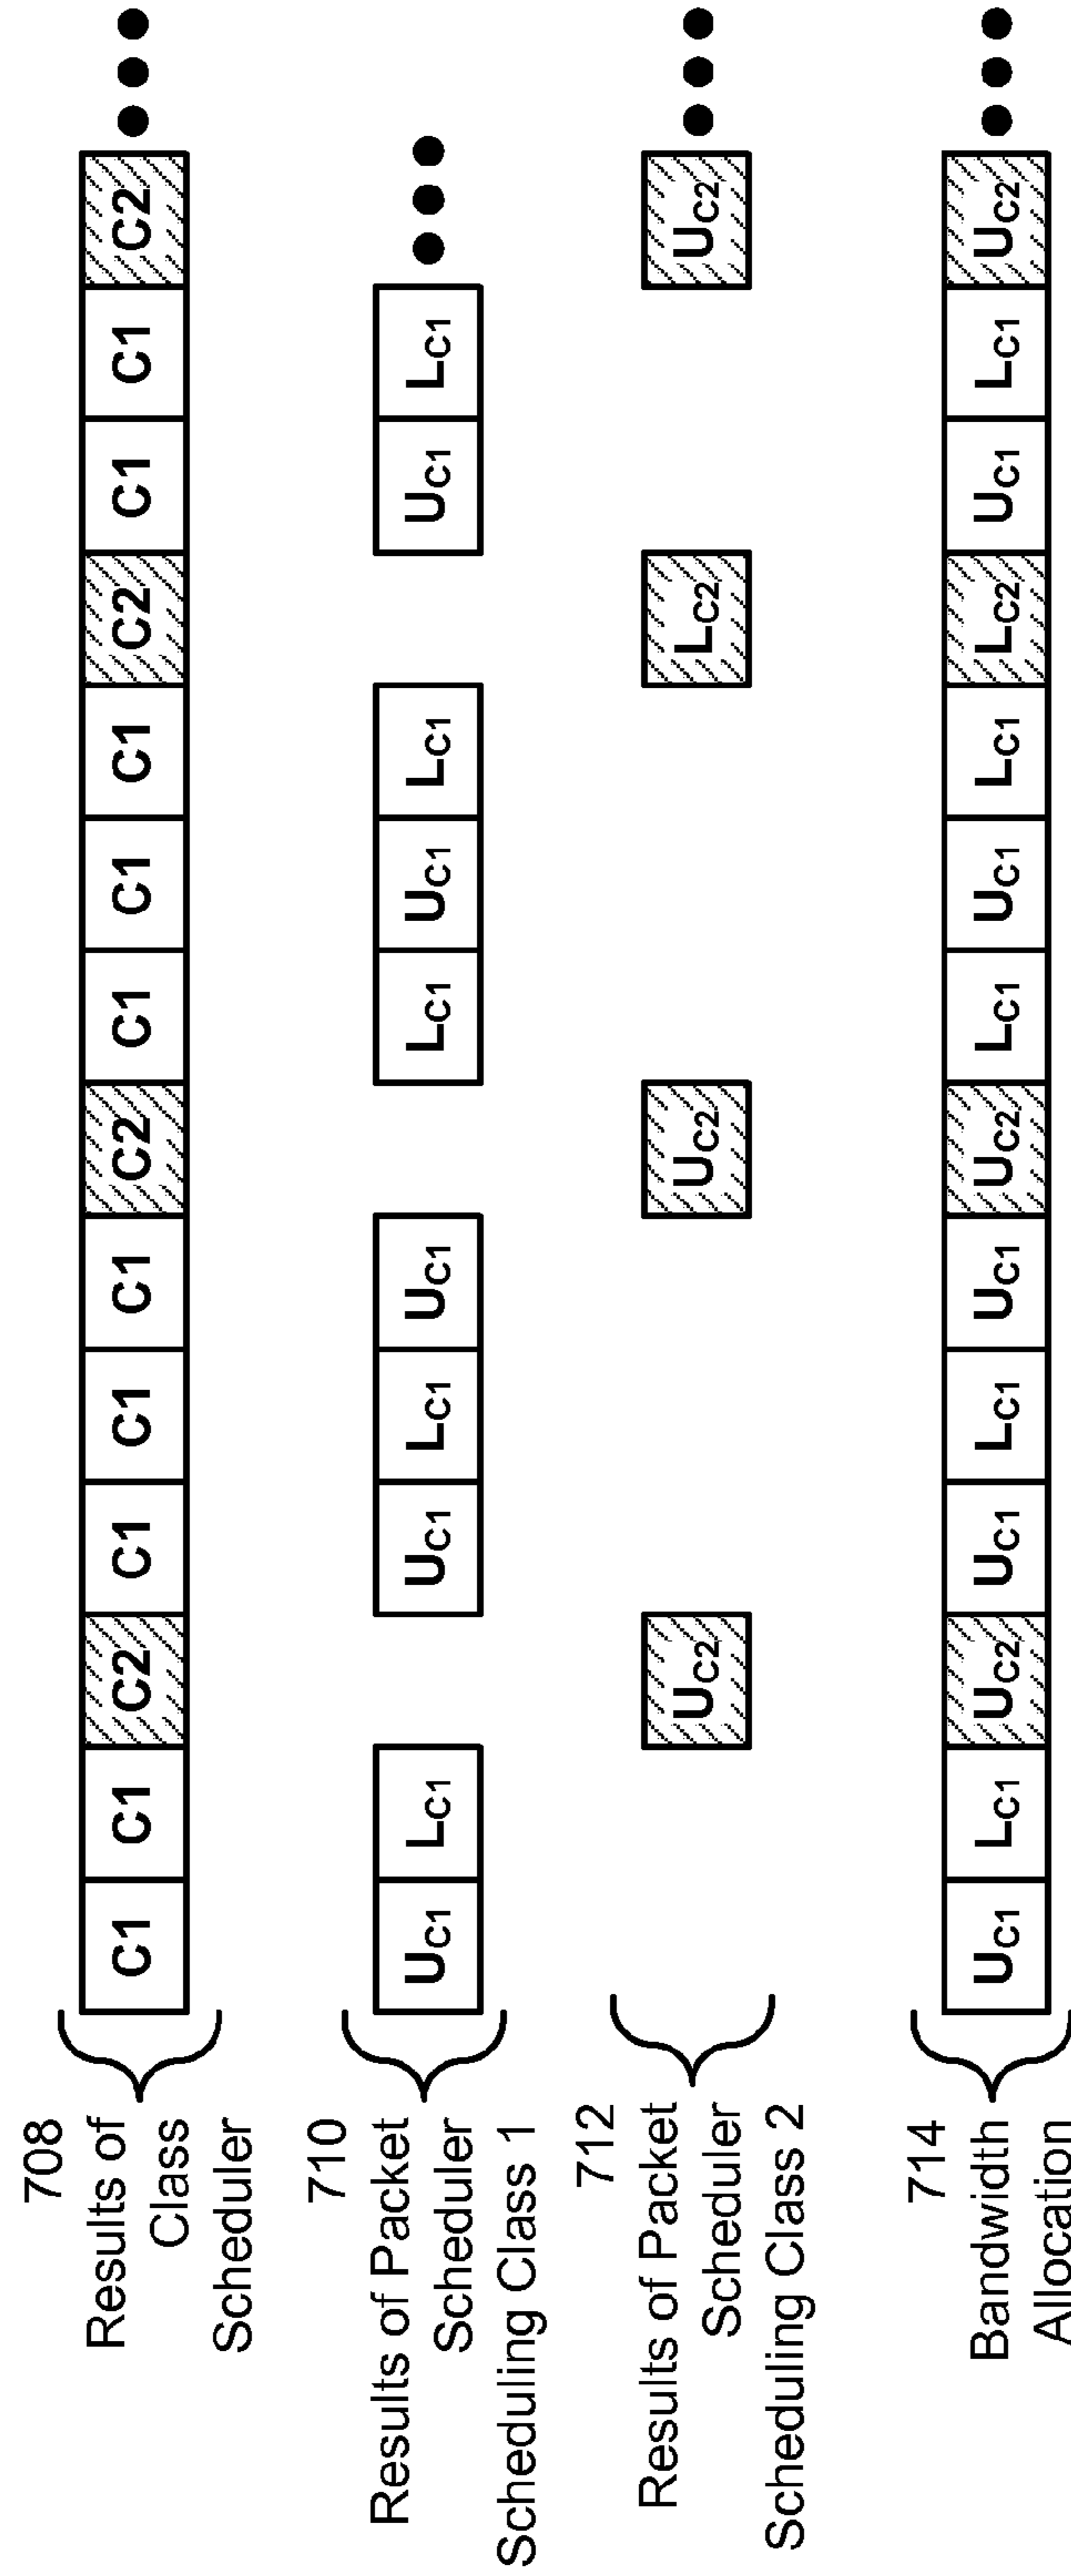 708
Results of
Class
Scheduler
C1 C1 C2 C1 C1 C1 C2 C1 C1 C1 C2 C1 C1 C2
710
Results of Packet
Scheduler
Scheduling Class 1
UC1 LC1 UC1 LC1 UC1 LC1 UC1 LC1 UC1 LC1
712
Results of Packet
Scheduler
Scheduling Class 2
UC2 UC2 LC2 UC2
714
Bandwidth
Allocation
UC1 LC1 UC2 UC1 LC1 UC1 UC2 LC1 UC1 LC1 LC2 UC1 LC1 UC2